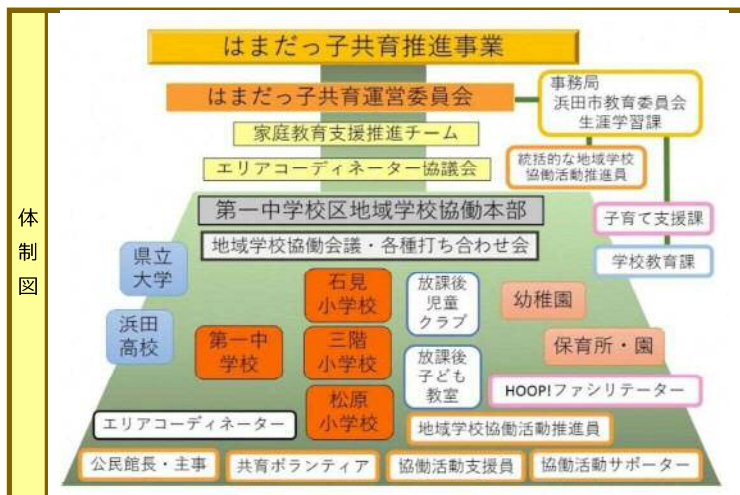 体
制
図
はまだっ子共育推進事業
はまだっ子共育運営委員会
事務局
浜田市教育委員会
生涯学習課
家庭教育支援推進チーム
エリアコーディネーター協議会
統括的な地域学校
協働活動推進員
第一中学校区地域学校協働本部
子育て支援課
地域学校協働会議・各種打ち合わせ会
学校教育課
県立
大学
石見
小学校
放課後
児童
クラブ
幼稚園
浜田
高校
第一中
学校
三階
小学校
保育所・園
放課後
子ども
教室
HOOP!ファシリテーター
松原
小学校
エリアコーディネーター
地域学校協働活動推進員
公民館長・主事
共育ボランティア
協働活動支援員
協働活動サポーター